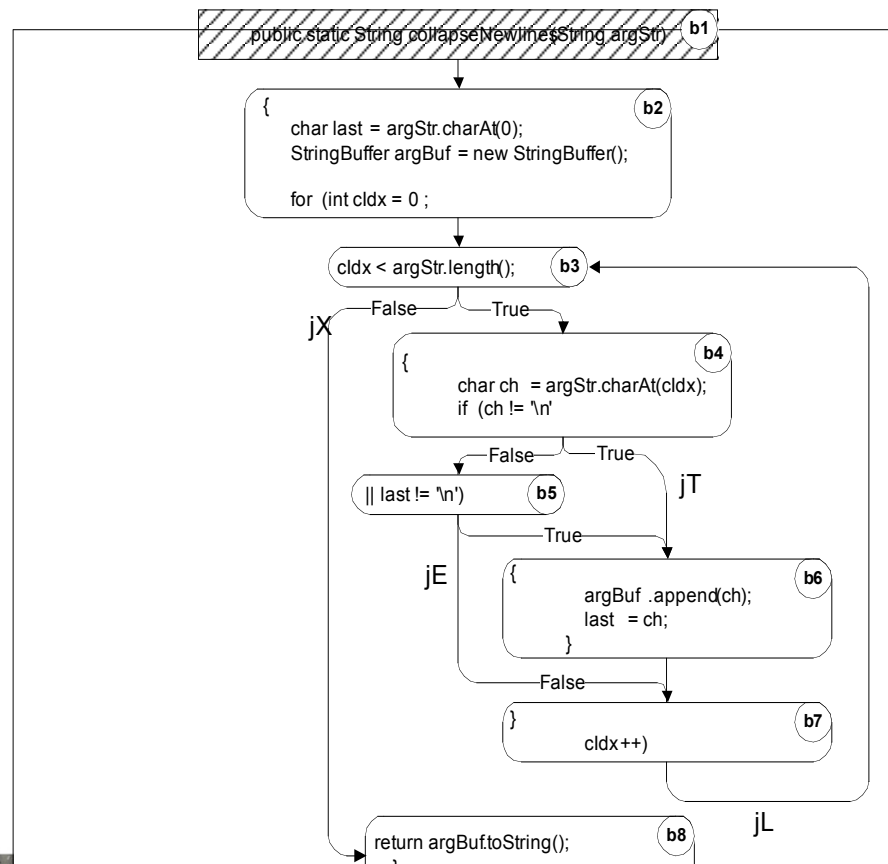 public static String collapseNewlines(String argStr)
b1
{
b2
char last = argStr.charAt(0);
StringBuffer argBuf = new StringBuffer();
for (int cIdx = 0 ;
cIdx < argStr.length();
b3
False
True
jX
{
b4
char ch = argStr.charAt(cIdx);
if (ch != '\n'
False
True
|| last != '\n')
b5
jT
True
jE
{
b6
argBuf .append(ch);
last = ch;
}
False
}
b7
cIdx++)
jL
return argBuf.toString();
b8
}